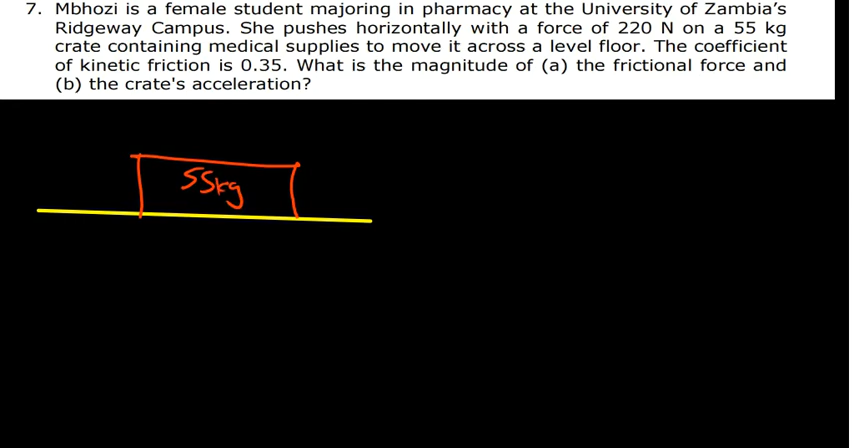 7. Mbhozi is a female student majoring in pharmacy at the University of Zambia's
Ridgeway Campus. She pushes horizontally with a force of 220 N on a 55 kg
crate containing medical supplies to move it across a level floor. The coefficient
of kinetic friction is 0.35. What is the magnitude of (a) the frictional force and
(b) the crate's acceleration?
55kg